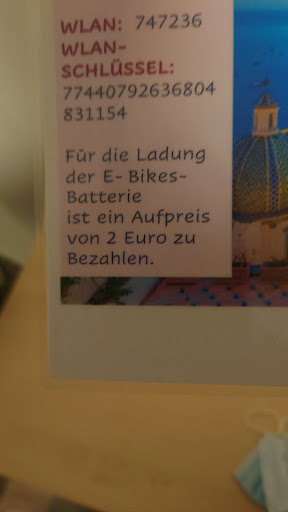 WLAN: 747236
WLAN-
SCHLÜSSEL:
77440792636804
831154
Für die Ladung
der E- Bikes-
Batterie
ist ein Aufpreis
von 2 Euro zu
Bezahlen.